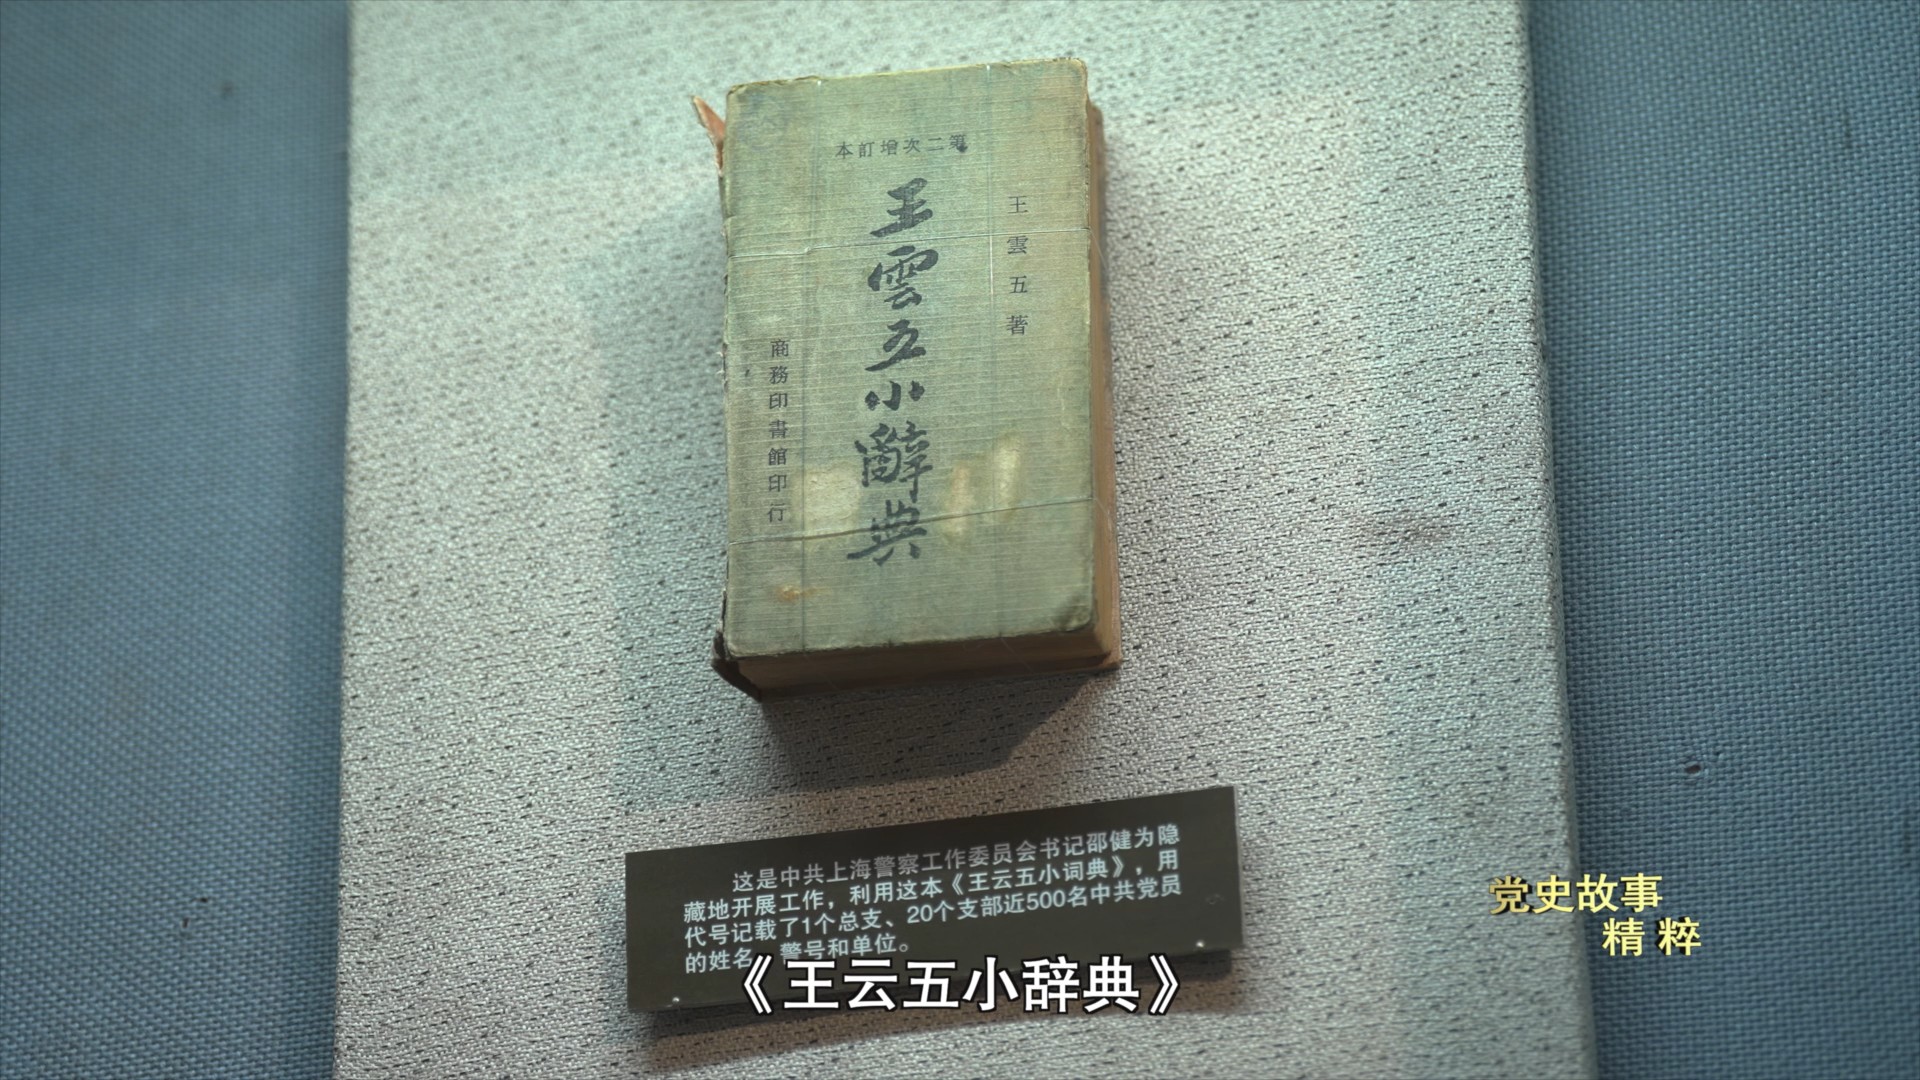 本訂增次二第
王雲五著
王雲五小辭典
商務印書館印行
这是中共上海警察工作委员会书记邵健为隐
藏地开展工作，利用这本《王云五小词典》，用
代号记载了1个总支、20个支部近500名中共党员
的姓名、警号和单位。
党史故事
精粹
《王云五小辞典》